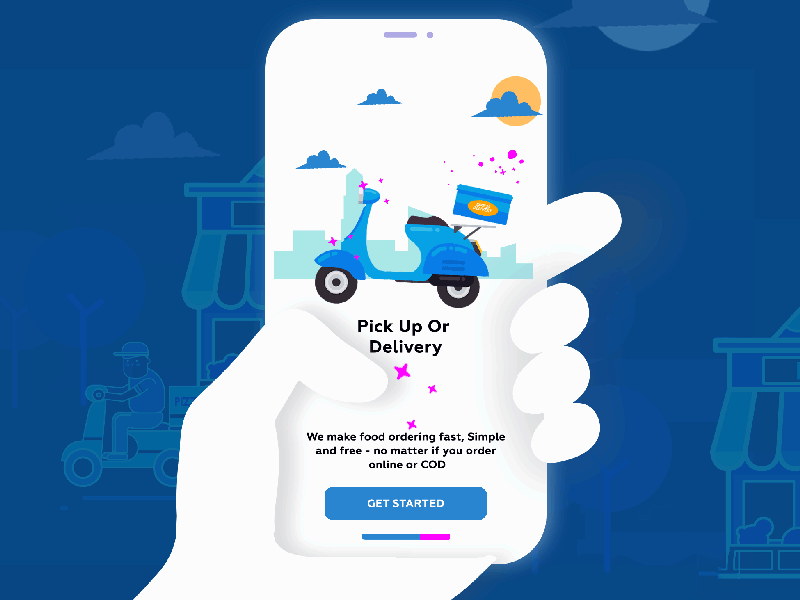 Pick Up Or
Delivery
We make food ordering fast, Simple
and free - no matter if you order
online or COD
GET STARTED